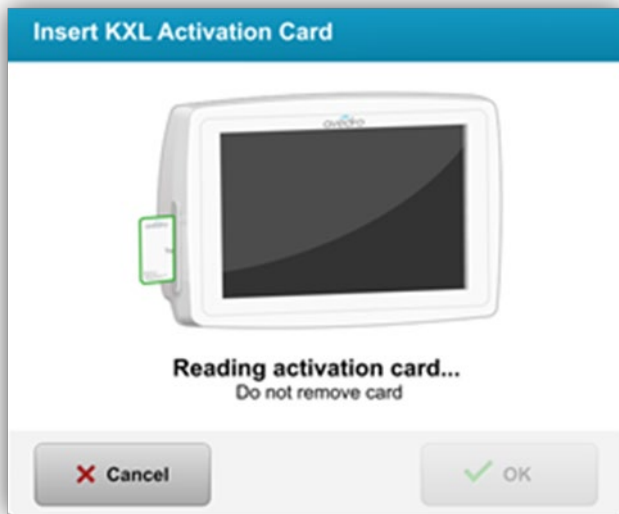 Insert KXL Activation Card
avedro
Reading activation card...
Do not remove card
Cancel
OK